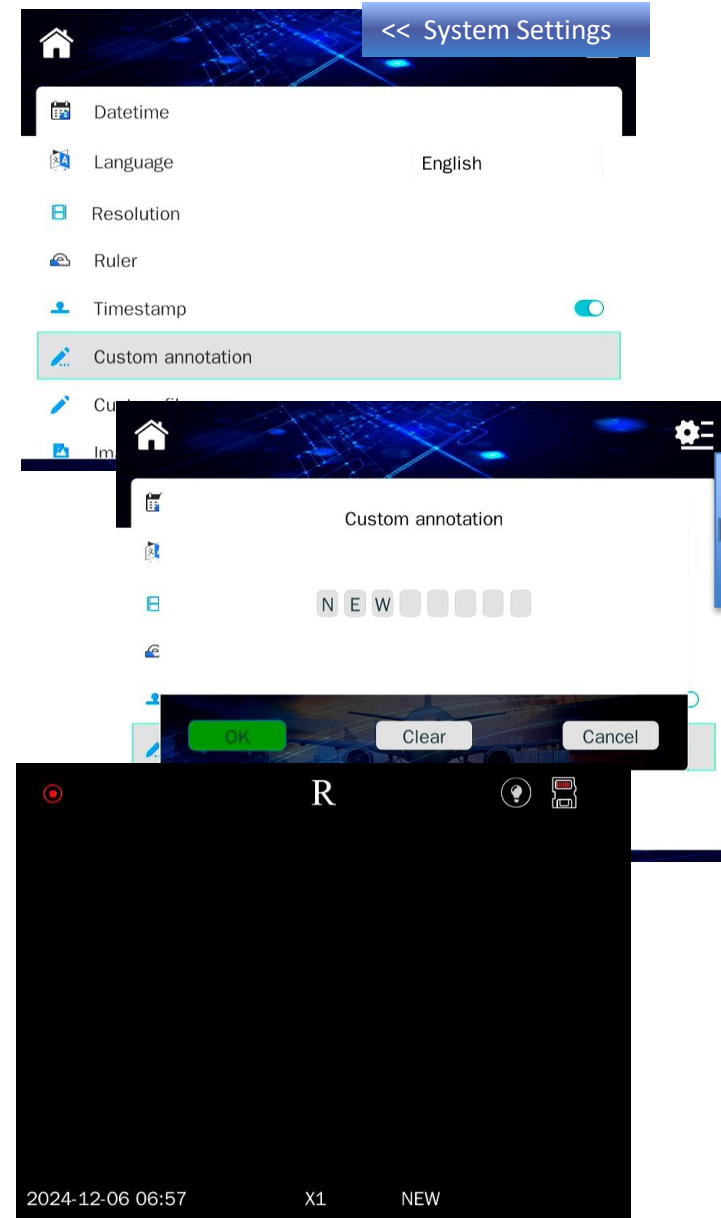 << System Settings
Datetime
Language English
Resolution
Ruler
Timestamp
Custom annotation
Custom annotation
N E W
OK Clear Cancel
R
2024-12-06 06:57 X1 NEW